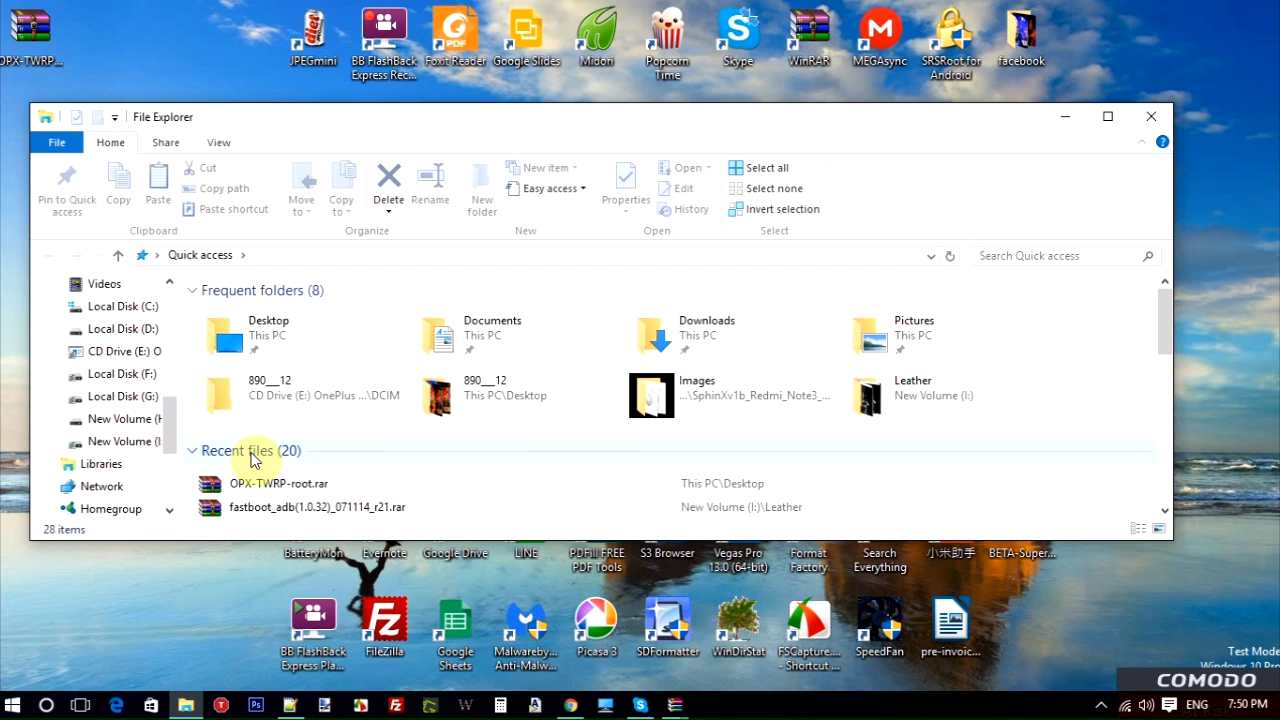 OPX-TWRP...
JPEGmini
BB FlashBack
Express Rec...
Foxit Reader
Google Slides
Midori
Popcorn
Time
Skype
WinRAR
MEGAsync
SRSRoot for
Android
facebook
File Explorer
File
Home
Share
View
Pin to Quick
access
Copy
Paste
Cut
Copy path
Paste shortcut
Clipboard
Move
to
Copy
to
Delete
Rename
Organize
New
folder
New item
Easy access
New
Properties
Open
Edit
History
Open
Select all
Select none
Invert selection
Select
Quick access
Search Quick access
Videos
Local Disk (C:)
Local Disk (D:)
CD Drive (E:) O
Local Disk (F:)
Local Disk (G:)
New Volume (H
New Volume (I:
Libraries
Network
Homegroup
Frequent folders (8)
Desktop
This PC
Documents
This PC
Downloads
This PC
Pictures
This PC
890___12
CD Drive (E:) OnePlus ...\DCIM
890___12
This PC\Desktop
Images
...\SphinXv1b_Redmi_Note3_...
Leather
New Volume (I:)
Recent files (20)
OPX-TWRP-root.rar
This PC\Desktop
fastboot_adb(1.0.32)_071114_r21.rar
New Volume (I:)\Leather
28 items
BatteryMon
Evernote
Google Drive
LINE
PDFill FREE
PDF Tools
S3 Browser
Vegas Pro
13.0 (64-bit)
Format
Factory
Search
Everything
小米助手
BETA-Super...
BB FlashBack
Express Pla...
FileZilla
Google
Sheets
Malwareby...
Anti-Malw...
Picasa 3
SDFormatter
WinDirStat
FSCapture....
- Shortcut
SpeedFan
pre-invoic...
Test Mode
Windows 10 Pro
COMODO
ENG
7:50 PM